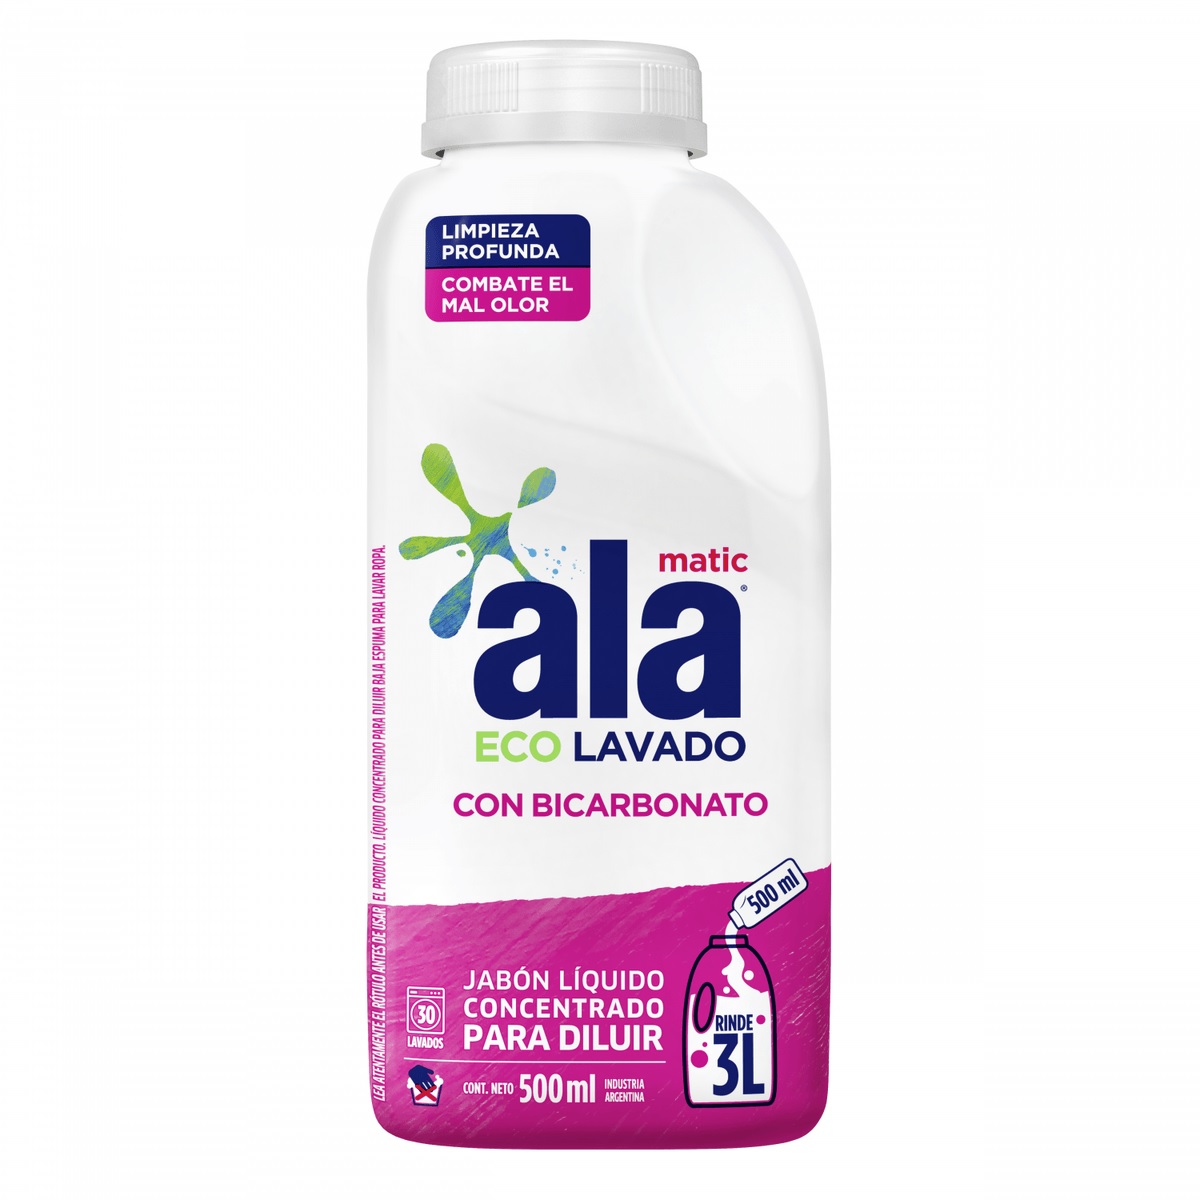 LIMPIEZA
PROFUNDA
COMBATE EL
MAL OLOR
matic
ala®
ECO LAVADO
CON BICARBONATO
500 ml
RINDE
3L
JABÓN LÍQUIDO
CONCENTRADO
PARA DILUIR
30
LAVADOS
CONT. NETO 500 ml INDUSTRIA
ARGENTINA
LEA ATENTAMENTE EL RÓTULO ANTES DE USAR EL PRODUCTO. LÍQUIDO CONCENTRADO PARA DILUIR BAJA ESPUMA PARA LAVAR ROPA.